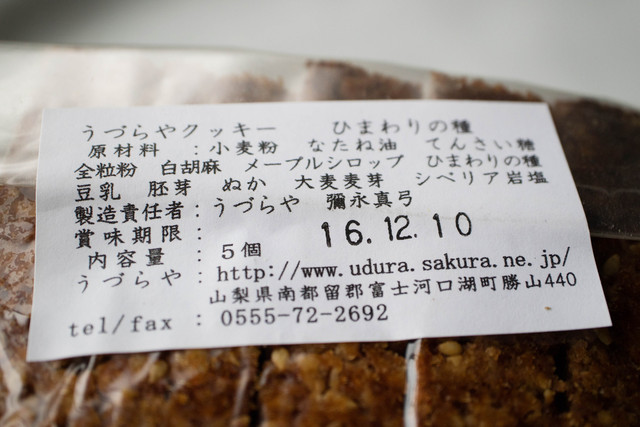 うづらやクッキー　　ひまわりの種
原材料　：小麦粉　なたね油　てんさい糖
全粒粉　白胡麻　メープルシロップ　ひまわりの種
豆乳　胚芽　ぬか　大麦麦芽　シベリア岩塩
製造責任者：うづらや　彌永真弓
賞味期限：　　　16.12.10
内容量　：　5個
うづらや：http://www.udura.sakura.ne.jp/
山梨県南都留郡富士河口湖町勝山440
tel/fax　：　0555-72-2692